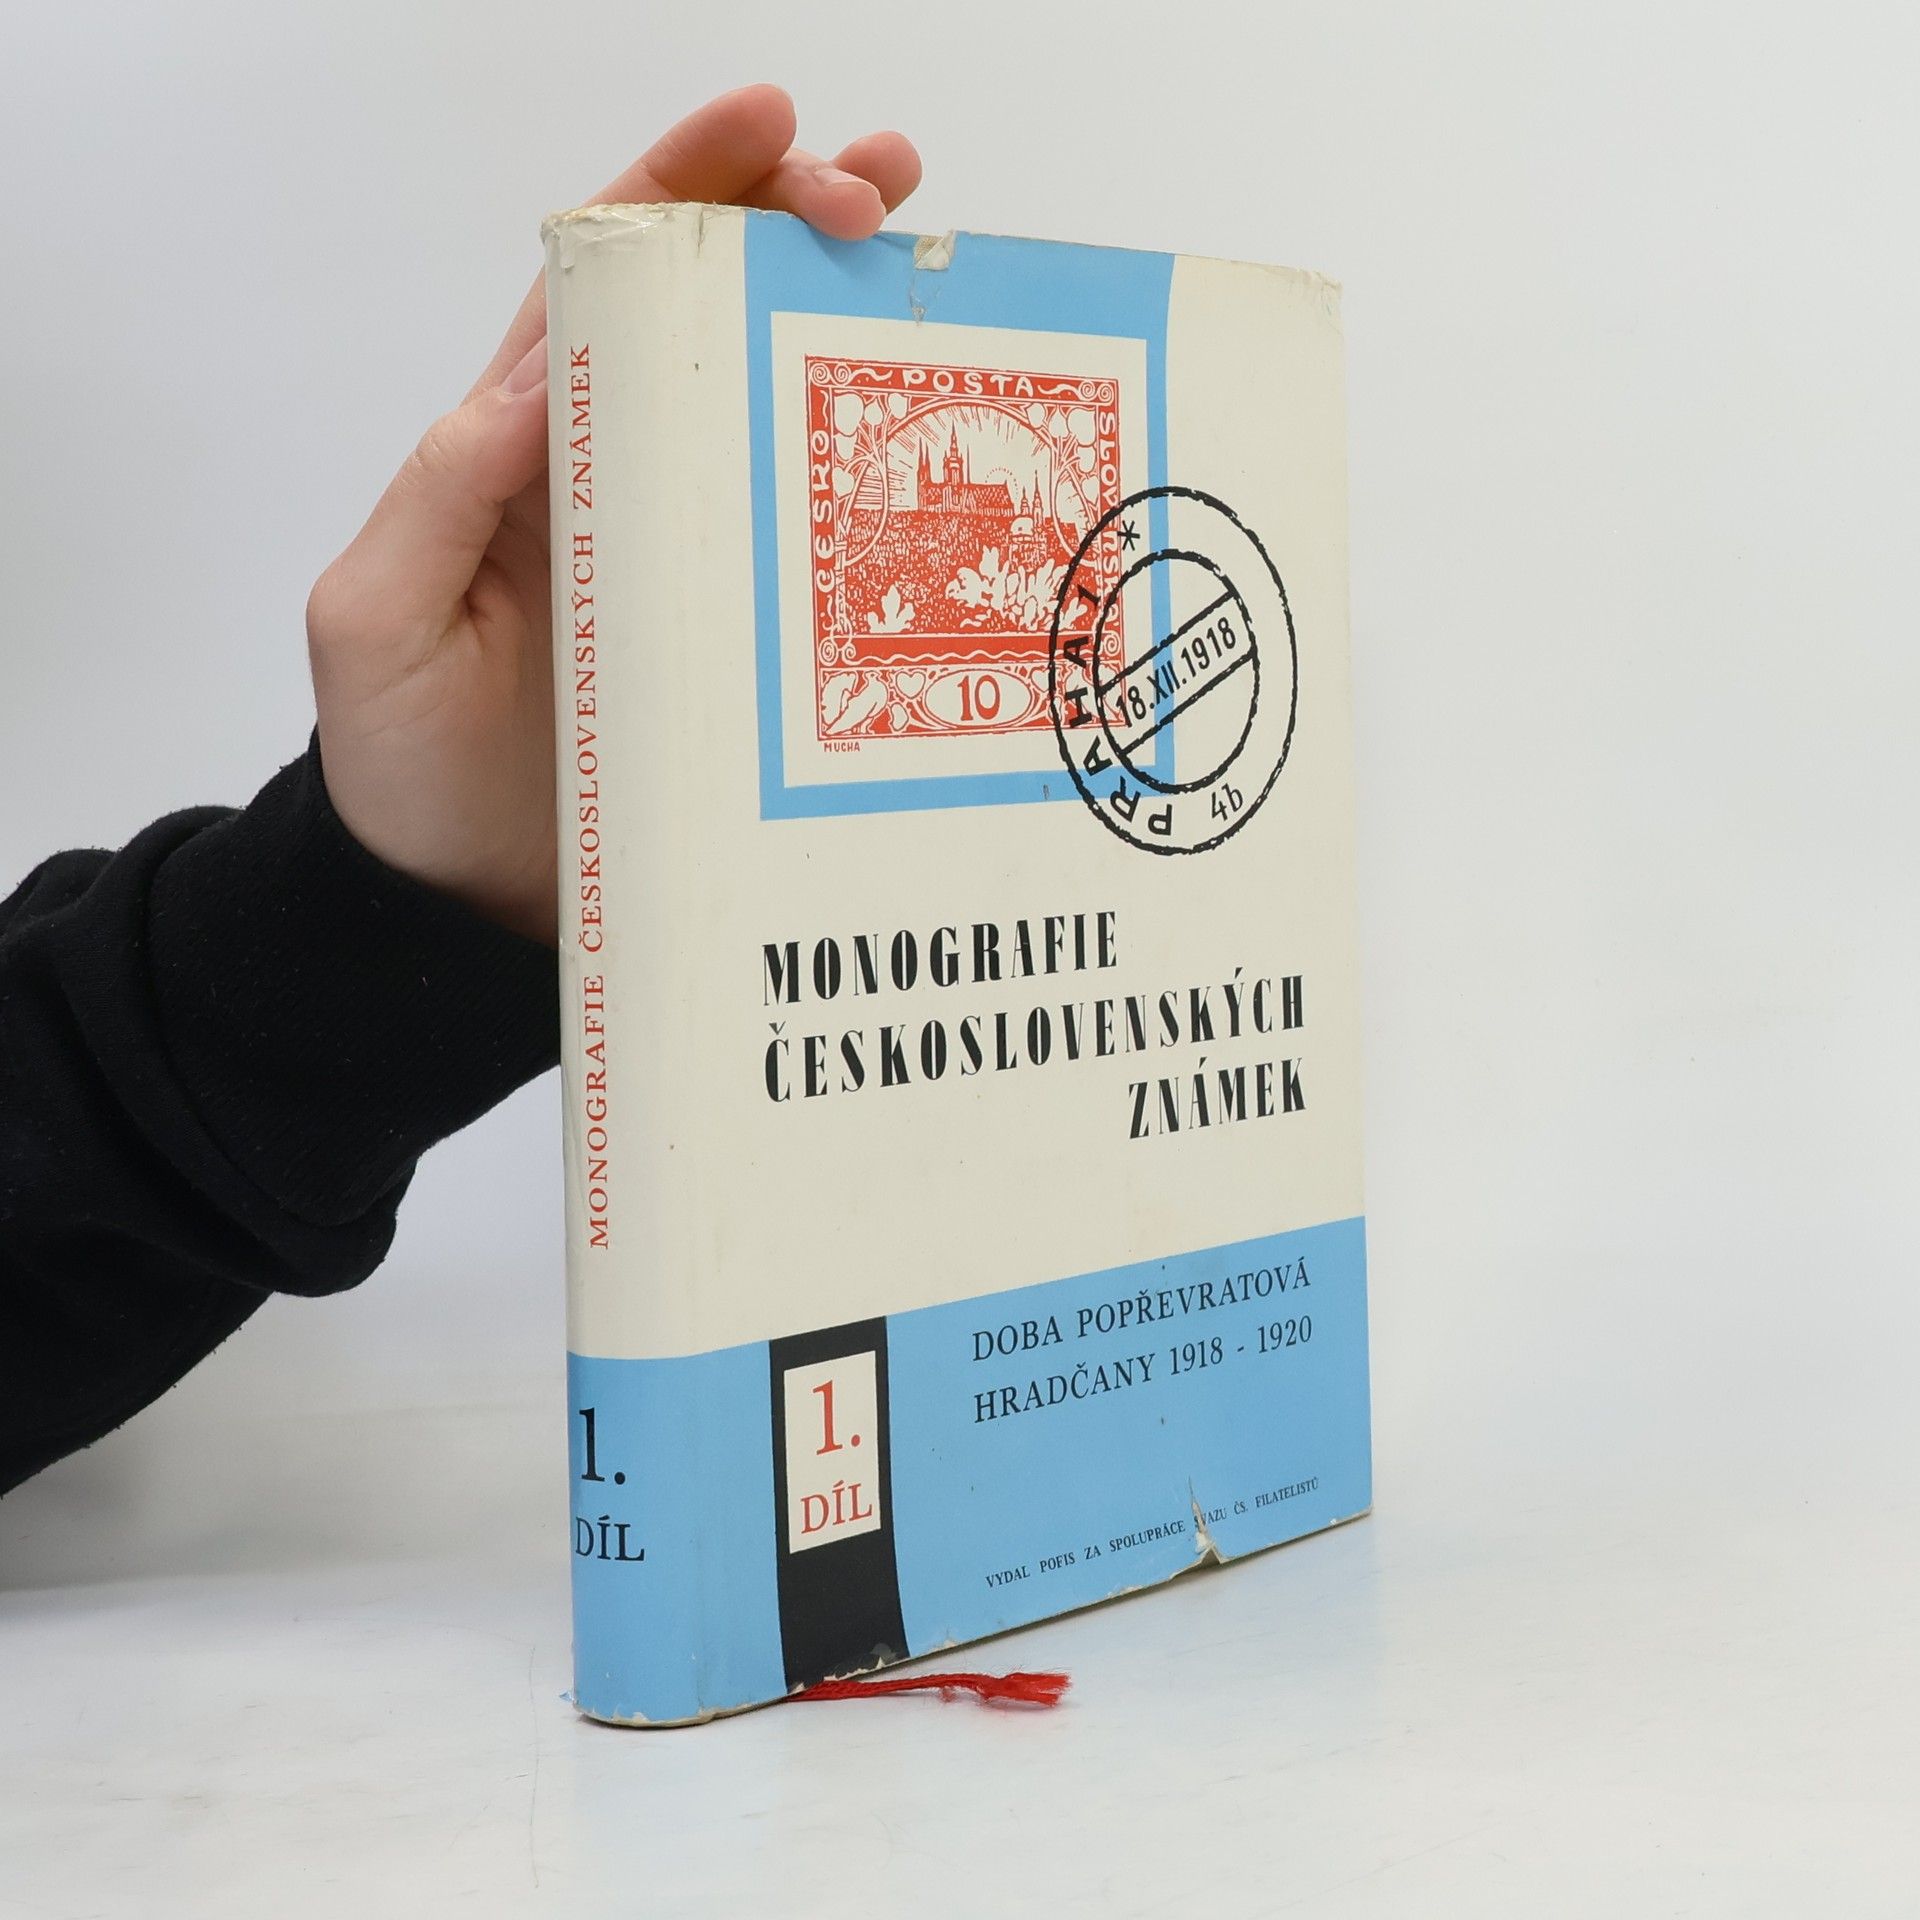 MONOGRAFIE ČESKOSLOVENSKÝCH ZNÁMEK
1.
DÍL
POŠTA
ČESKO
SLOVENSKÁ
10
MUCHA
PRAHA 1 *
18.XII.1918
4b
MONOGRAFIE
ČESKOSLOVENSKÝCH
ZNÁMEK
1.
DÍL
DOBA POPŘEVRATOVÁ
HRADČANY 1918 - 1920
VYDAL POFIS ZA SPOLUPRÁCE SVAZU ČS. FILATELISTŮ